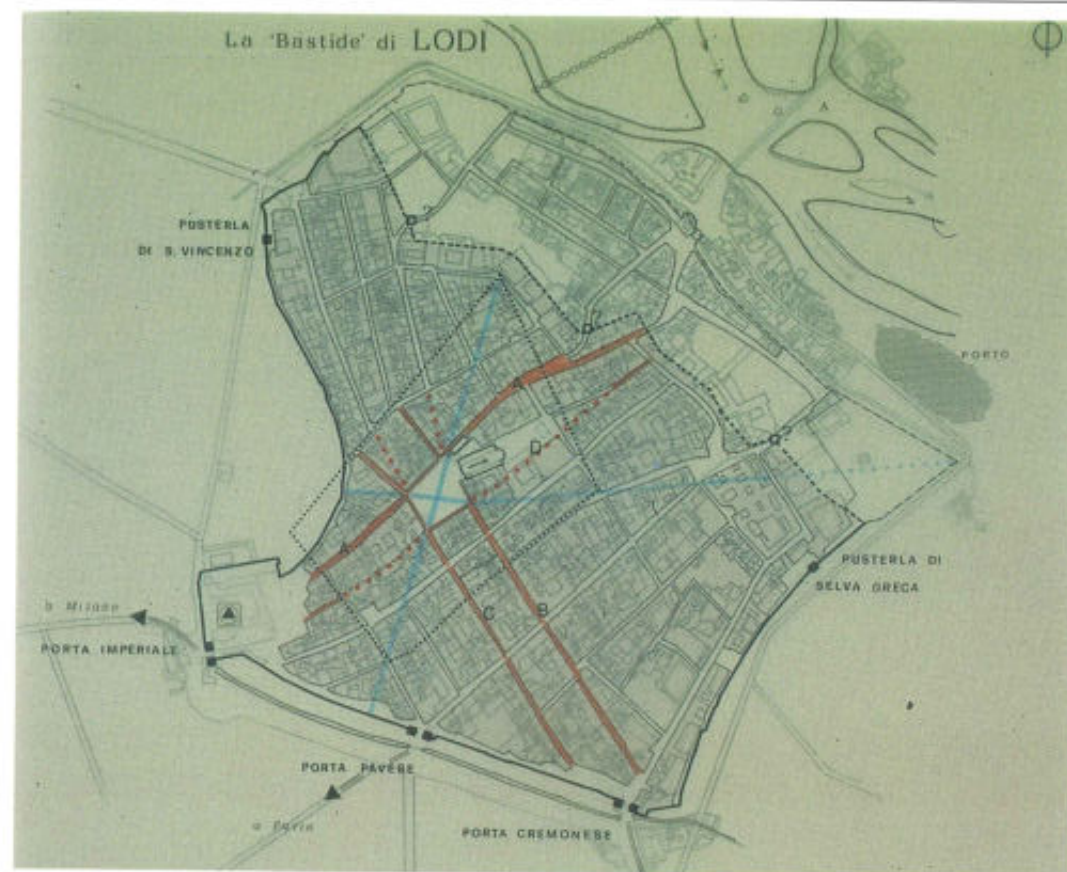 La 'Bastide' di LODI
A
D
D
A
PUSTERLA
DI S. VINCENZO
?
?
PORTO
A
D
?
A
PUSTERLA DI
SELVA GRECA
C
B
a Milano
PORTA IMPERIALE
PORTA PAVESE
a Pavia
PORTA CREMONESE